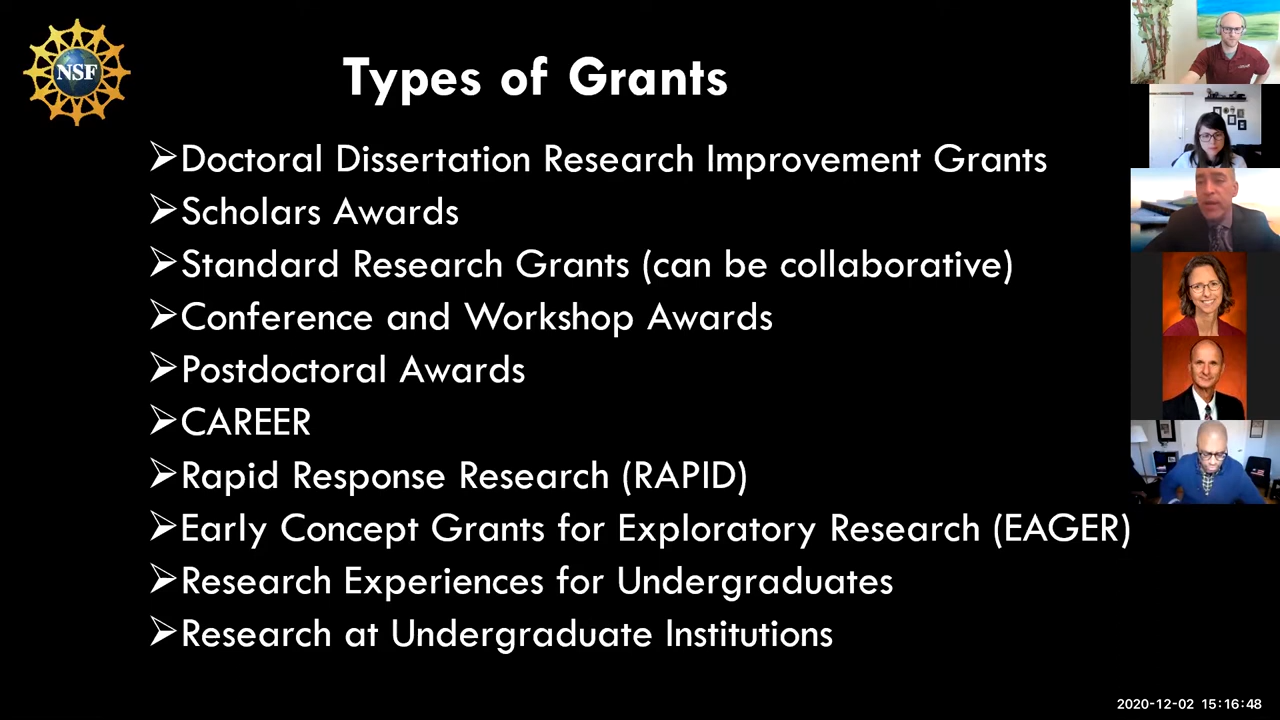 NSF
Types of Grants
➢Doctoral Dissertation Research Improvement Grants
➢Scholars Awards
➢Standard Research Grants (can be collaborative)
➢Conference and Workshop Awards
➢Postdoctoral Awards
➢CAREER
➢Rapid Response Research (RAPID)
➢Early Concept Grants for Exploratory Research (EAGER)
➢Research Experiences for Undergraduates
➢Research at Undergraduate Institutions
2020-12-02 15:16:48